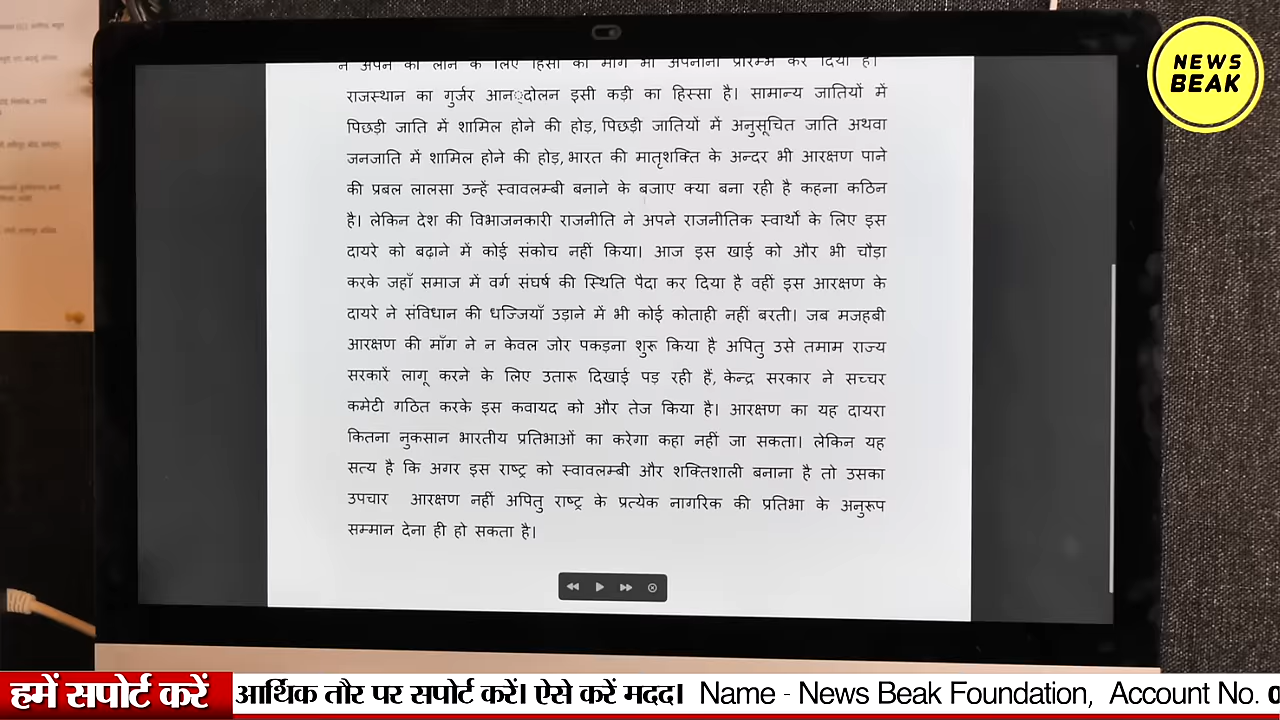 NEWS
BEAK
न अपने को लाने के लिए हिंसा का मार्ग भी अपनाना प्रारम्भ कर दिया है।
राजस्थान का गुर्जर आन्दोलन इसी कड़ी का हिस्सा है। सामान्य जातियों में
पिछड़ी जाति में शामिल होने की होड़, पिछड़ी जातियों में अनुसूचित जाति अथवा
जनजाति में शामिल होने की होड़, भारत की मातृशक्ति के अन्दर भी आरक्षण पाने
की प्रबल लालसा उन्हें स्वावलम्बी बनाने के बजाए क्या बना रही है कहना कठिन
है। लेकिन देश की विभाजनकारी राजनीति ने अपने राजनीतिक स्वार्थो के लिए इस
दायरे को बढ़ाने में कोई संकोच नहीं किया। आज इस खाई को और भी चौड़ा
करके जहाँ समाज में वर्ग संघर्ष की स्थिति पैदा कर दिया है वहीं इस आरक्षण के
दायरे ने संविधान की धज्जियाँ उड़ाने में भी कोई कोताही नहीं बरती। जब मजहबी
आरक्षण की माँग ने न केवल जोर पकड़ना शुरू किया है अपितु उसे तमाम राज्य
सरकारें लागू करने के लिए उतारू दिखाई पड़ रही हैं, केन्द्र सरकार ने सच्चर
कमेटी गठित करके इस कवायद को और तेज किया है। आरक्षण का यह दायरा
कितना नुकसान भारतीय प्रतिभाओं का करेगा कहा नहीं जा सकता। लेकिन यह
सत्य है कि अगर इस राष्ट्र को स्वावलम्बी और शक्तिशाली बनाना है तो उसका
उपचार आरक्षण नहीं अपितु राष्ट्र के प्रत्येक नागरिक की प्रतिभा के अनुरूप
सम्मान देना ही हो सकता है।
हमें सपोर्ट करें आर्थिक तौर पर सपोर्ट करें। ऐसे करें मदद। Name - News Beak Foundation, Account No. 0